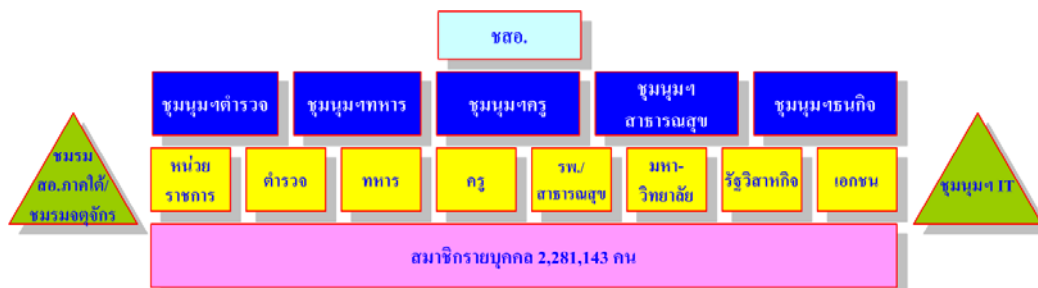 ชสอ.
ชุมนุมฯตำรวจ
ชุมนุมฯทหาร
ชุมนุมฯครู
ชุมนุมฯ
สาธารณสุข
ชุมนุมฯธนกิจ
ชมรม
สอ.ภาคใต้/
ชมรมจตุจักร
หน่วย
ราชการ
ตำรวจ
ทหาร
ครู
รพ./
สาธารณสุข
มหา-
วิทยาลัย
รัฐวิสาหกิจ
เอกชน
ชุมนุมฯ IT
สมาชิกรายบุคคล 2,281,143 คน